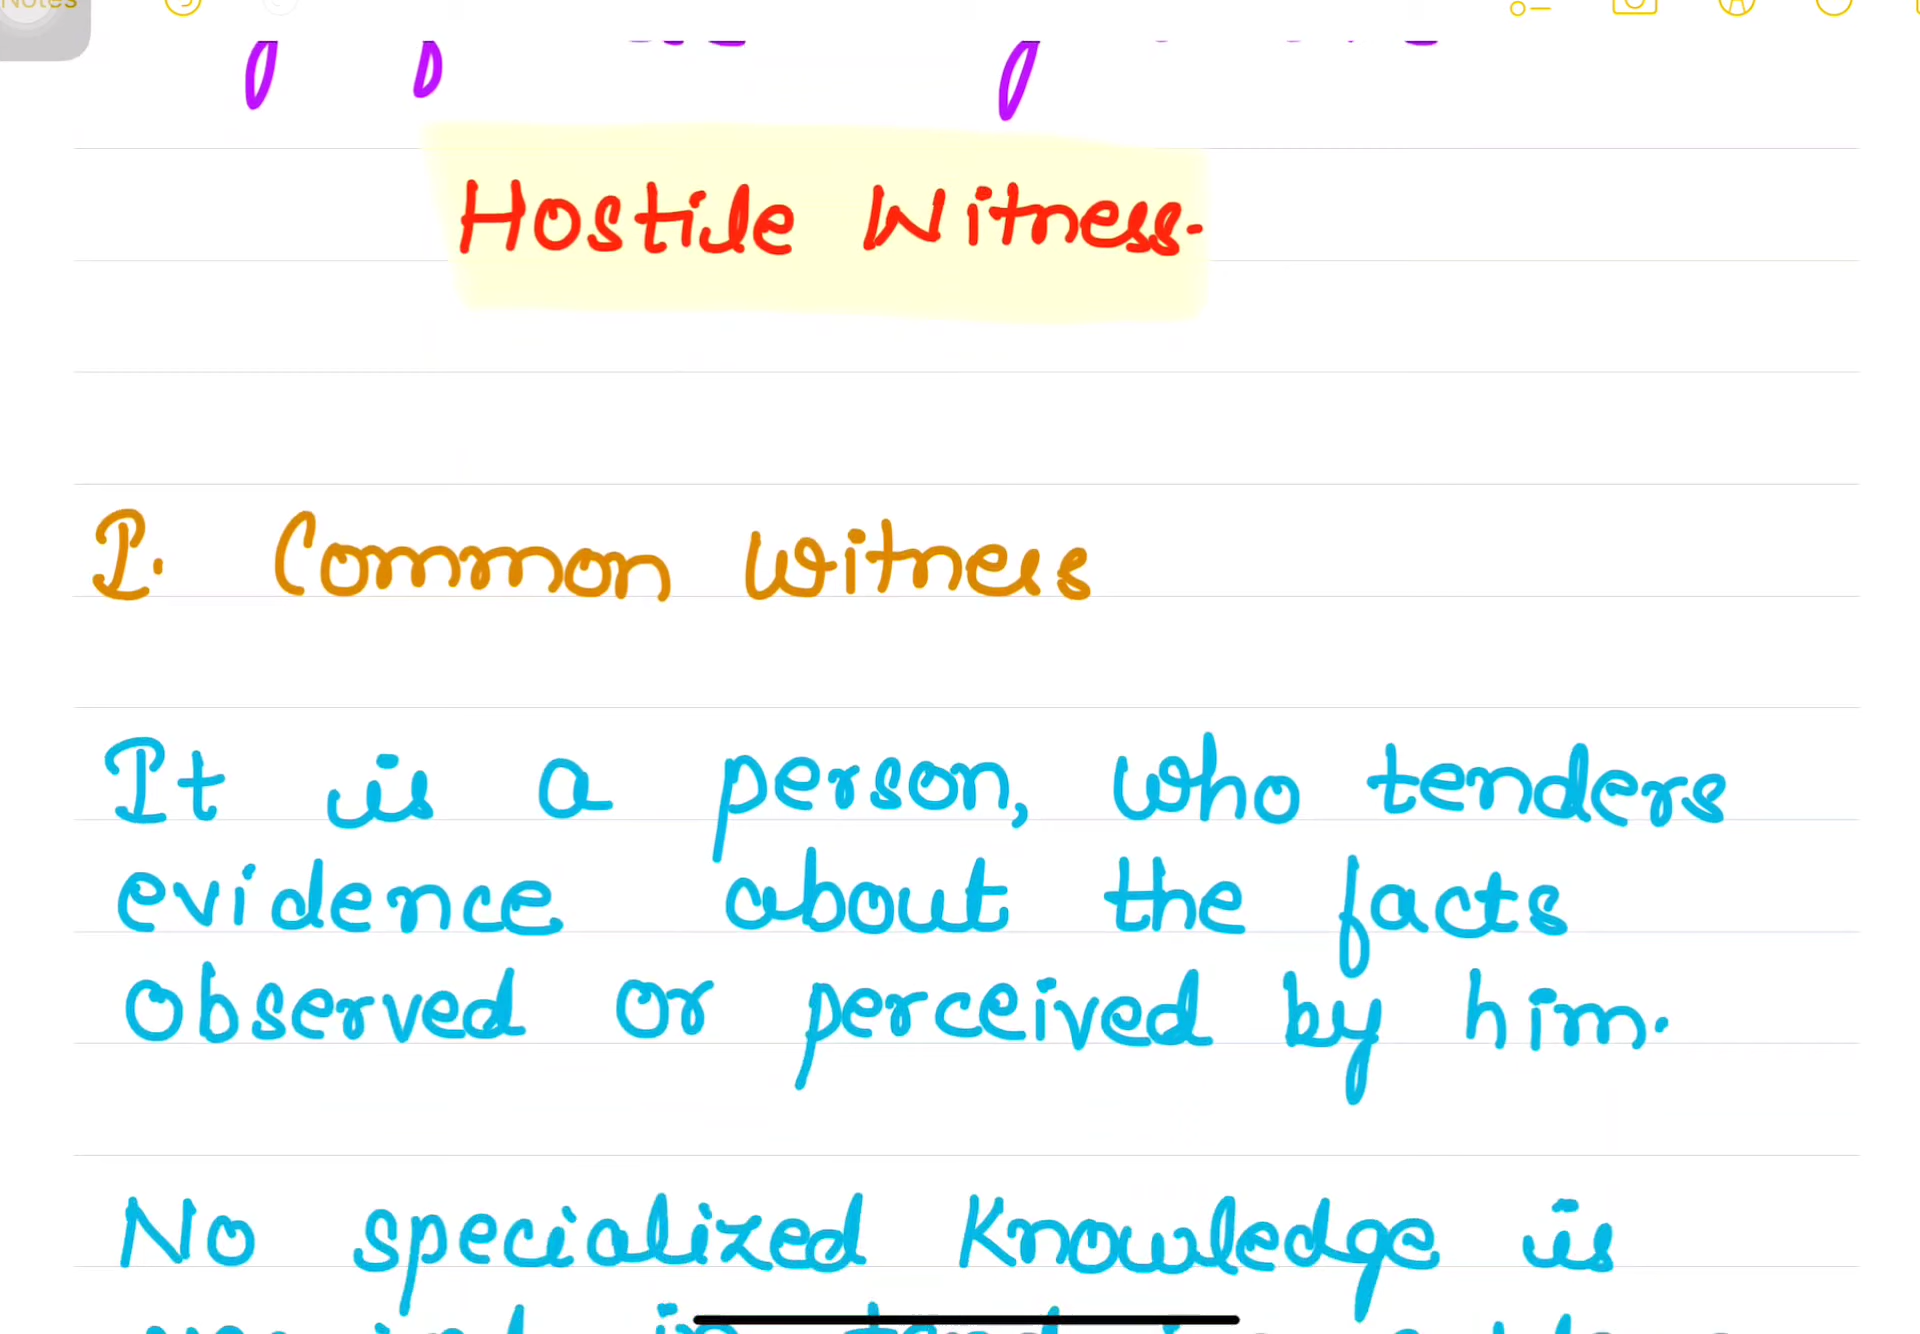 Notes
Hostile Witness.
I. Common Witness
It is a person, who tenders
evidence about the facts
observed or perceived by him.
No specialized Knowledge is